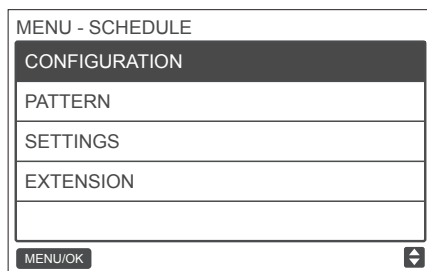 MENU - SCHEDULE
CONFIGURATION
PATTERN
SETTINGS
EXTENSION
MENU/OK